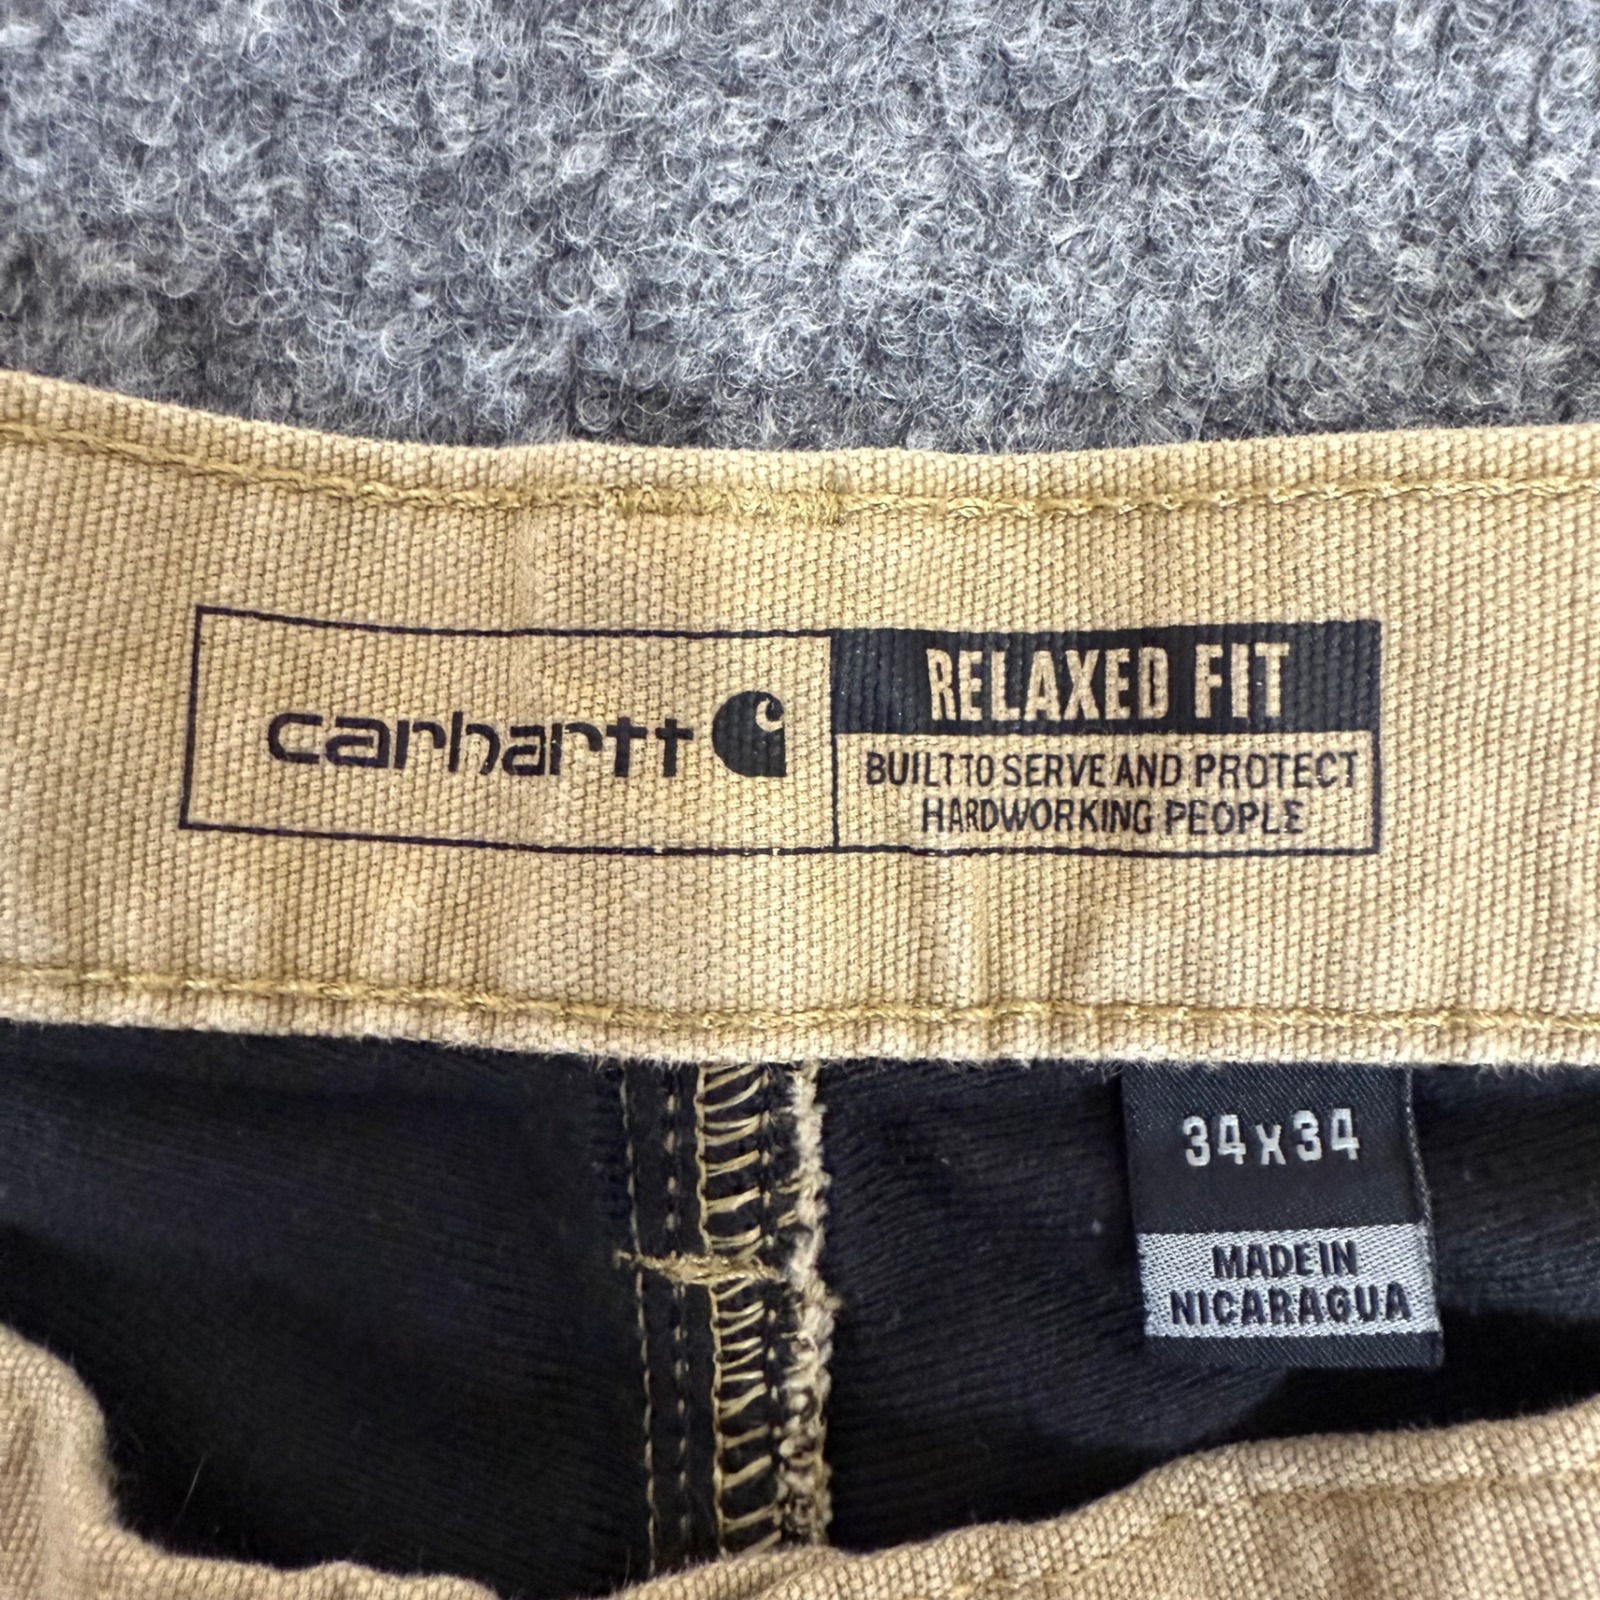 carhartt
RELAXED FIT
BUILT TO SERVE AND PROTECT
HARDWORKING PEOPLE
34 x 34
MADE IN
NICARAGUA